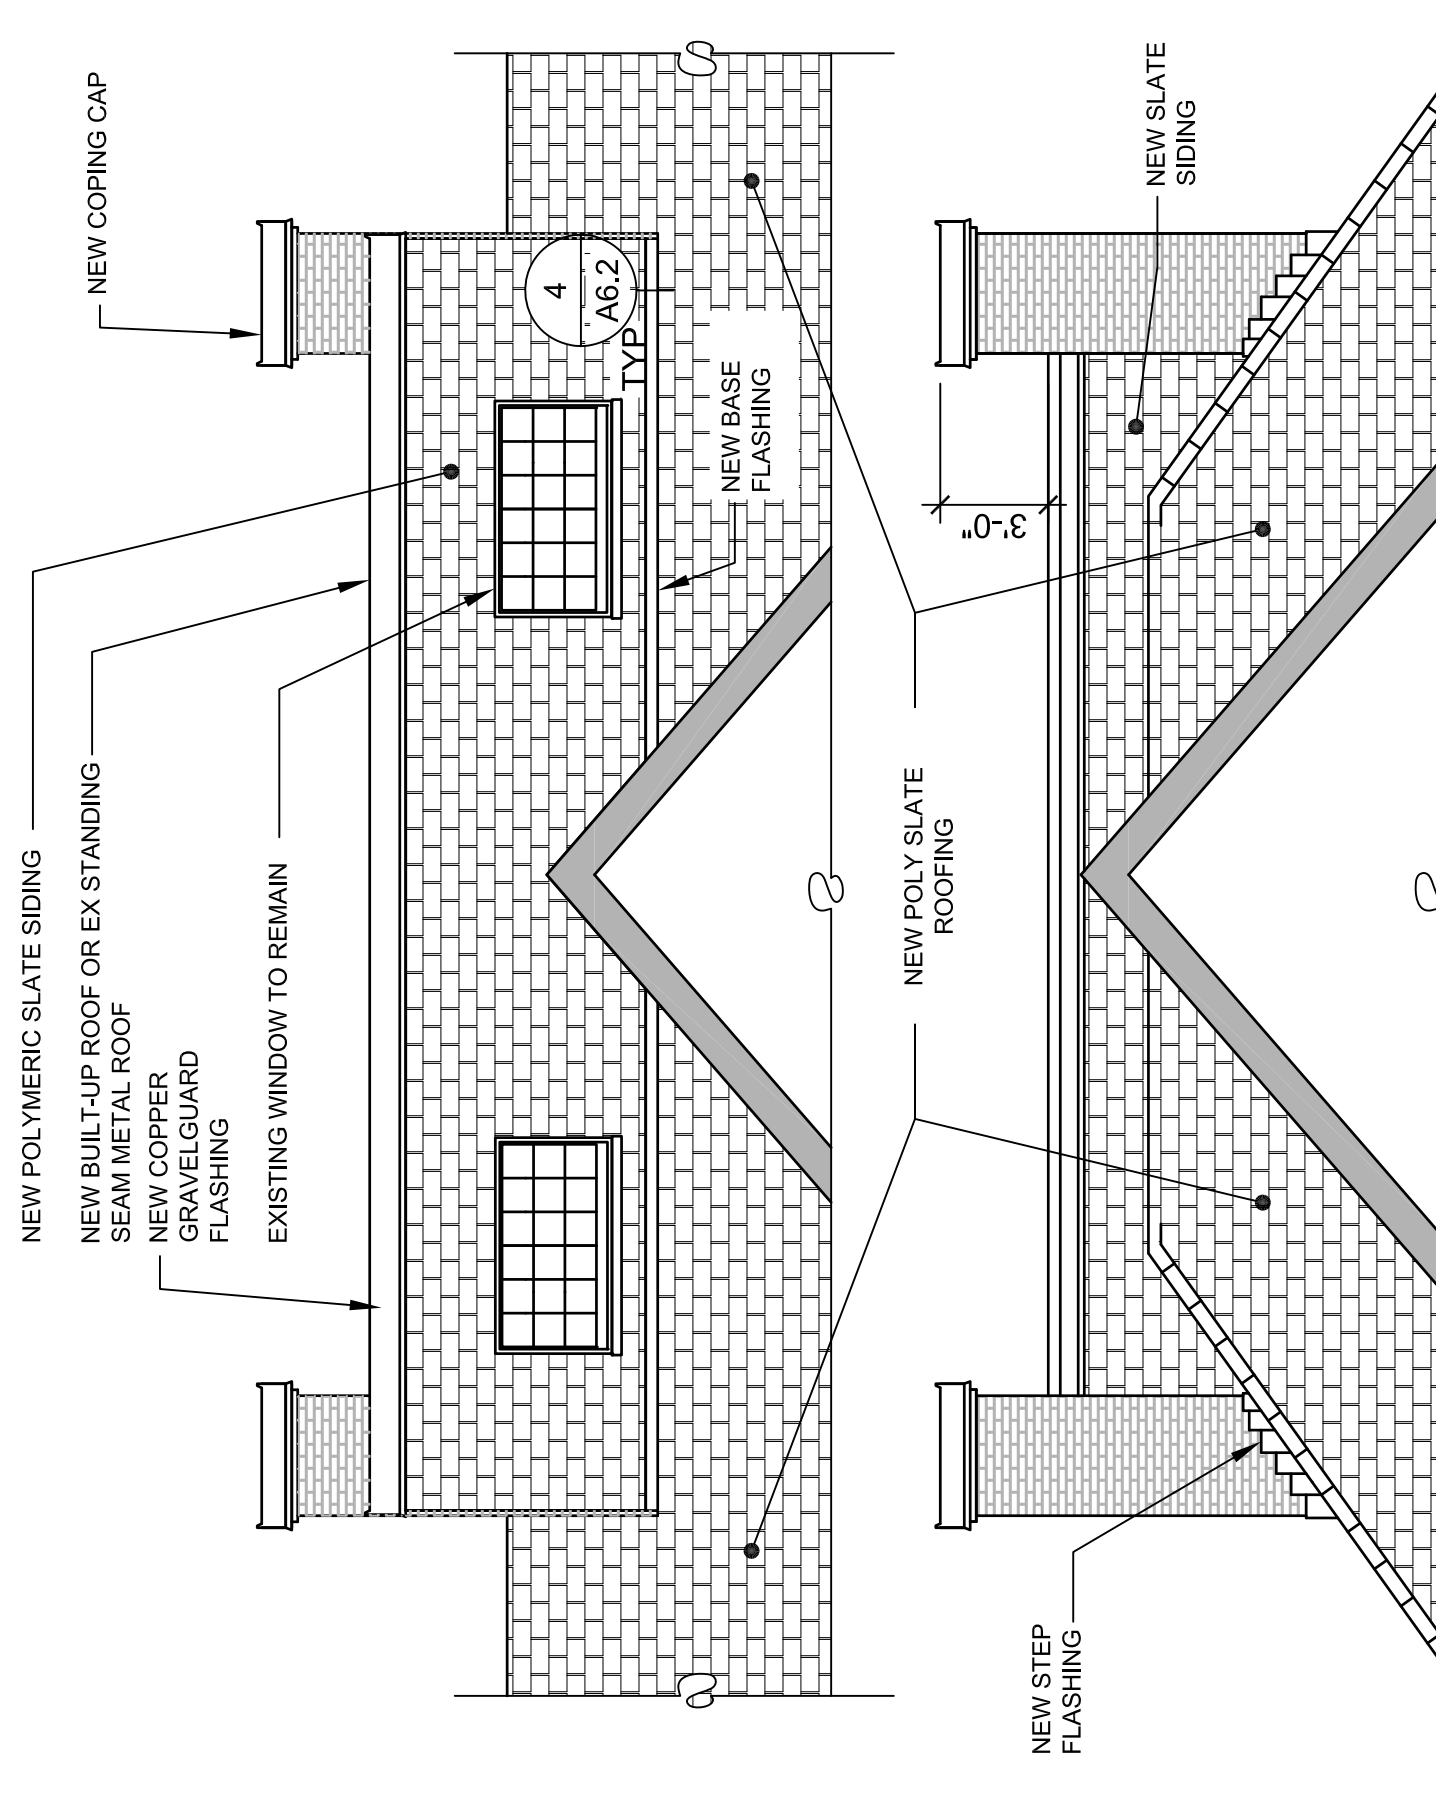 NEW POLYMERIC SLATE SIDING
NEW BUILT-UP ROOF OR EX STANDING
SEAM METAL ROOF
NEW COPPER
GRAVELGUARD
FLASHING
EXISTING WINDOW TO REMAIN
NEW COPING CAP
4
A6.2
TYP
NEW BASE
FLASHING
NEW POLY SLATE
ROOFING
3'-0"
NEW SLATE
SIDING
NEW STEP
FLASHING